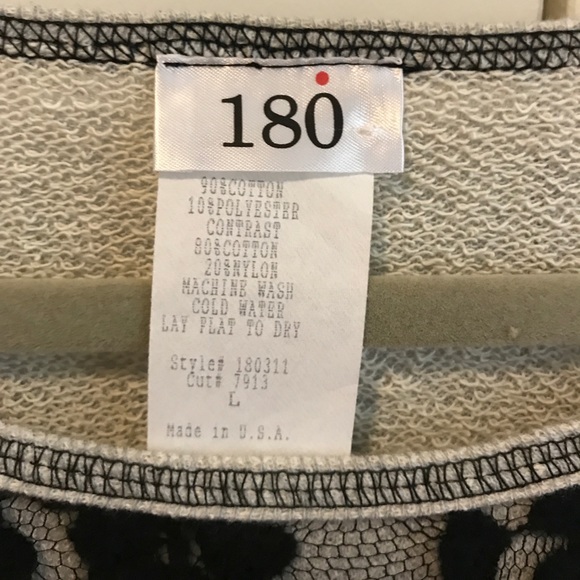 180
90%COTTON
10%POLYESTER
CONTRAST
80%COTTON
20%NYLON
MACHINE WASH
COLD WATER
LAY FLAT TO DRY
Style# 180311
Cut# 7913
L
Made in U.S.A.